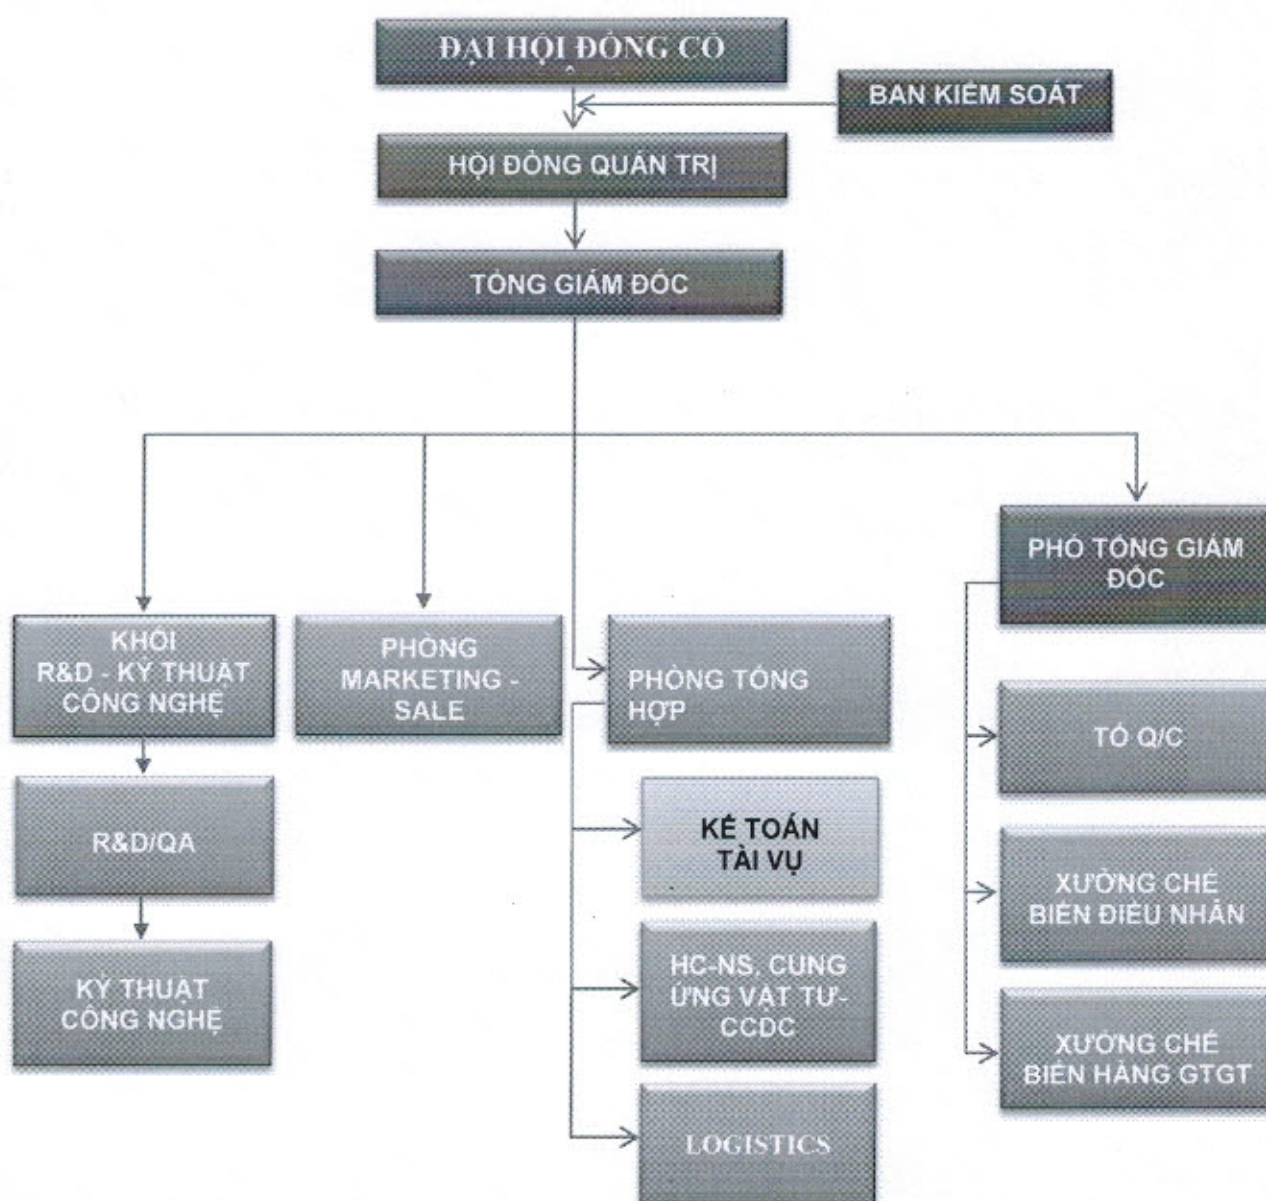 ĐẠI HỘI ĐỒNG CỔ
BAN KIỂM SOÁT
HỘI ĐỒNG QUẢN TRỊ
TỔNG GIÁM ĐỐC
PHÓ TỔNG GIÁM
ĐỐC
KHỐI
R&D - KỸ THUẬT
CÔNG NGHỆ
PHÒNG
MARKETING -
SALE
PHÒNG TỔNG
HỢP
TỔ Q/C
R&D/QA
KẾ TOÁN
TÀI VỤ
XƯỞNG CHẾ
BIẾN ĐIỀU NHÂN
KỸ THUẬT
CÔNG NGHỆ
HC-NS, CUNG
ỨNG VẬT TƯ-
CCDC
XƯỞNG CHẾ
BIẾN HÀNG GTGT
LOGISTICS